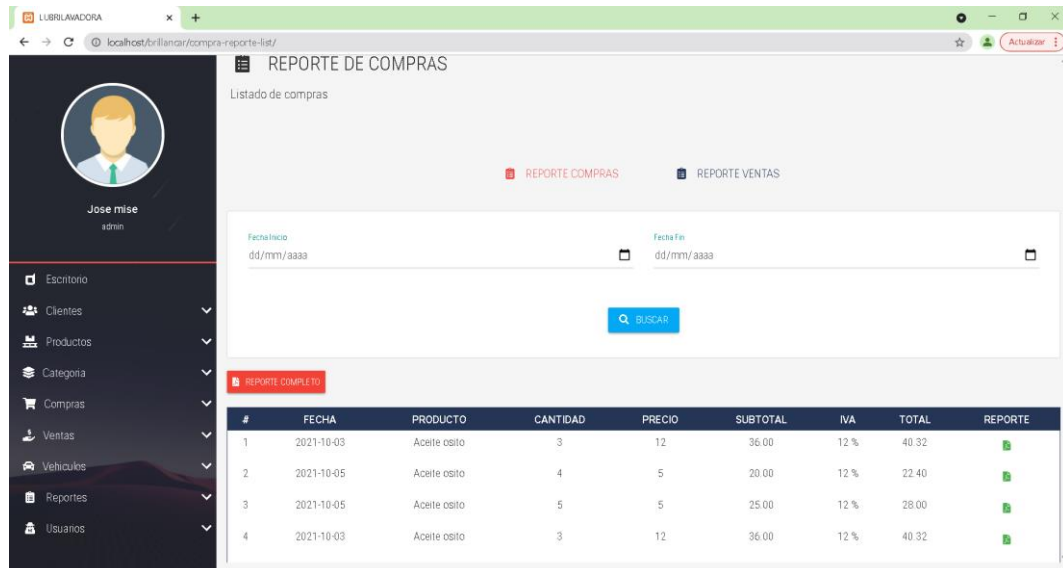 LUBRILAVADORA
localhost/brillancar/compra-reporte-list/
Actualizar
REPORTE DE COMPRAS
Listado de compras
REPORTE COMPRAS REPORTE VENTAS
Jose mise
admin
Fecha Inicio Fecha Fin
dd/mm/aaaa dd/mm/aaaa
BUSCAR
Escritorio
Clientes
Productos
Categoria
Compras
Ventas
Vehiculos
Reportes
Usuarios
REPORTE COMPLETO
# FECHA PRODUCTO CANTIDAD PRECIO SUBTOTAL IVA TOTAL REPORTE
1 2021-10-03 Aceite osito 3 12 36.00 12 % 40.32
2 2021-10-05 Aceite osito 4 5 20.00 12 % 22.40
3 2021-10-05 Aceite osito 5 5 25.00 12 % 28.00
4 2021-10-03 Aceite osito 3 12 36.00 12 % 40.32